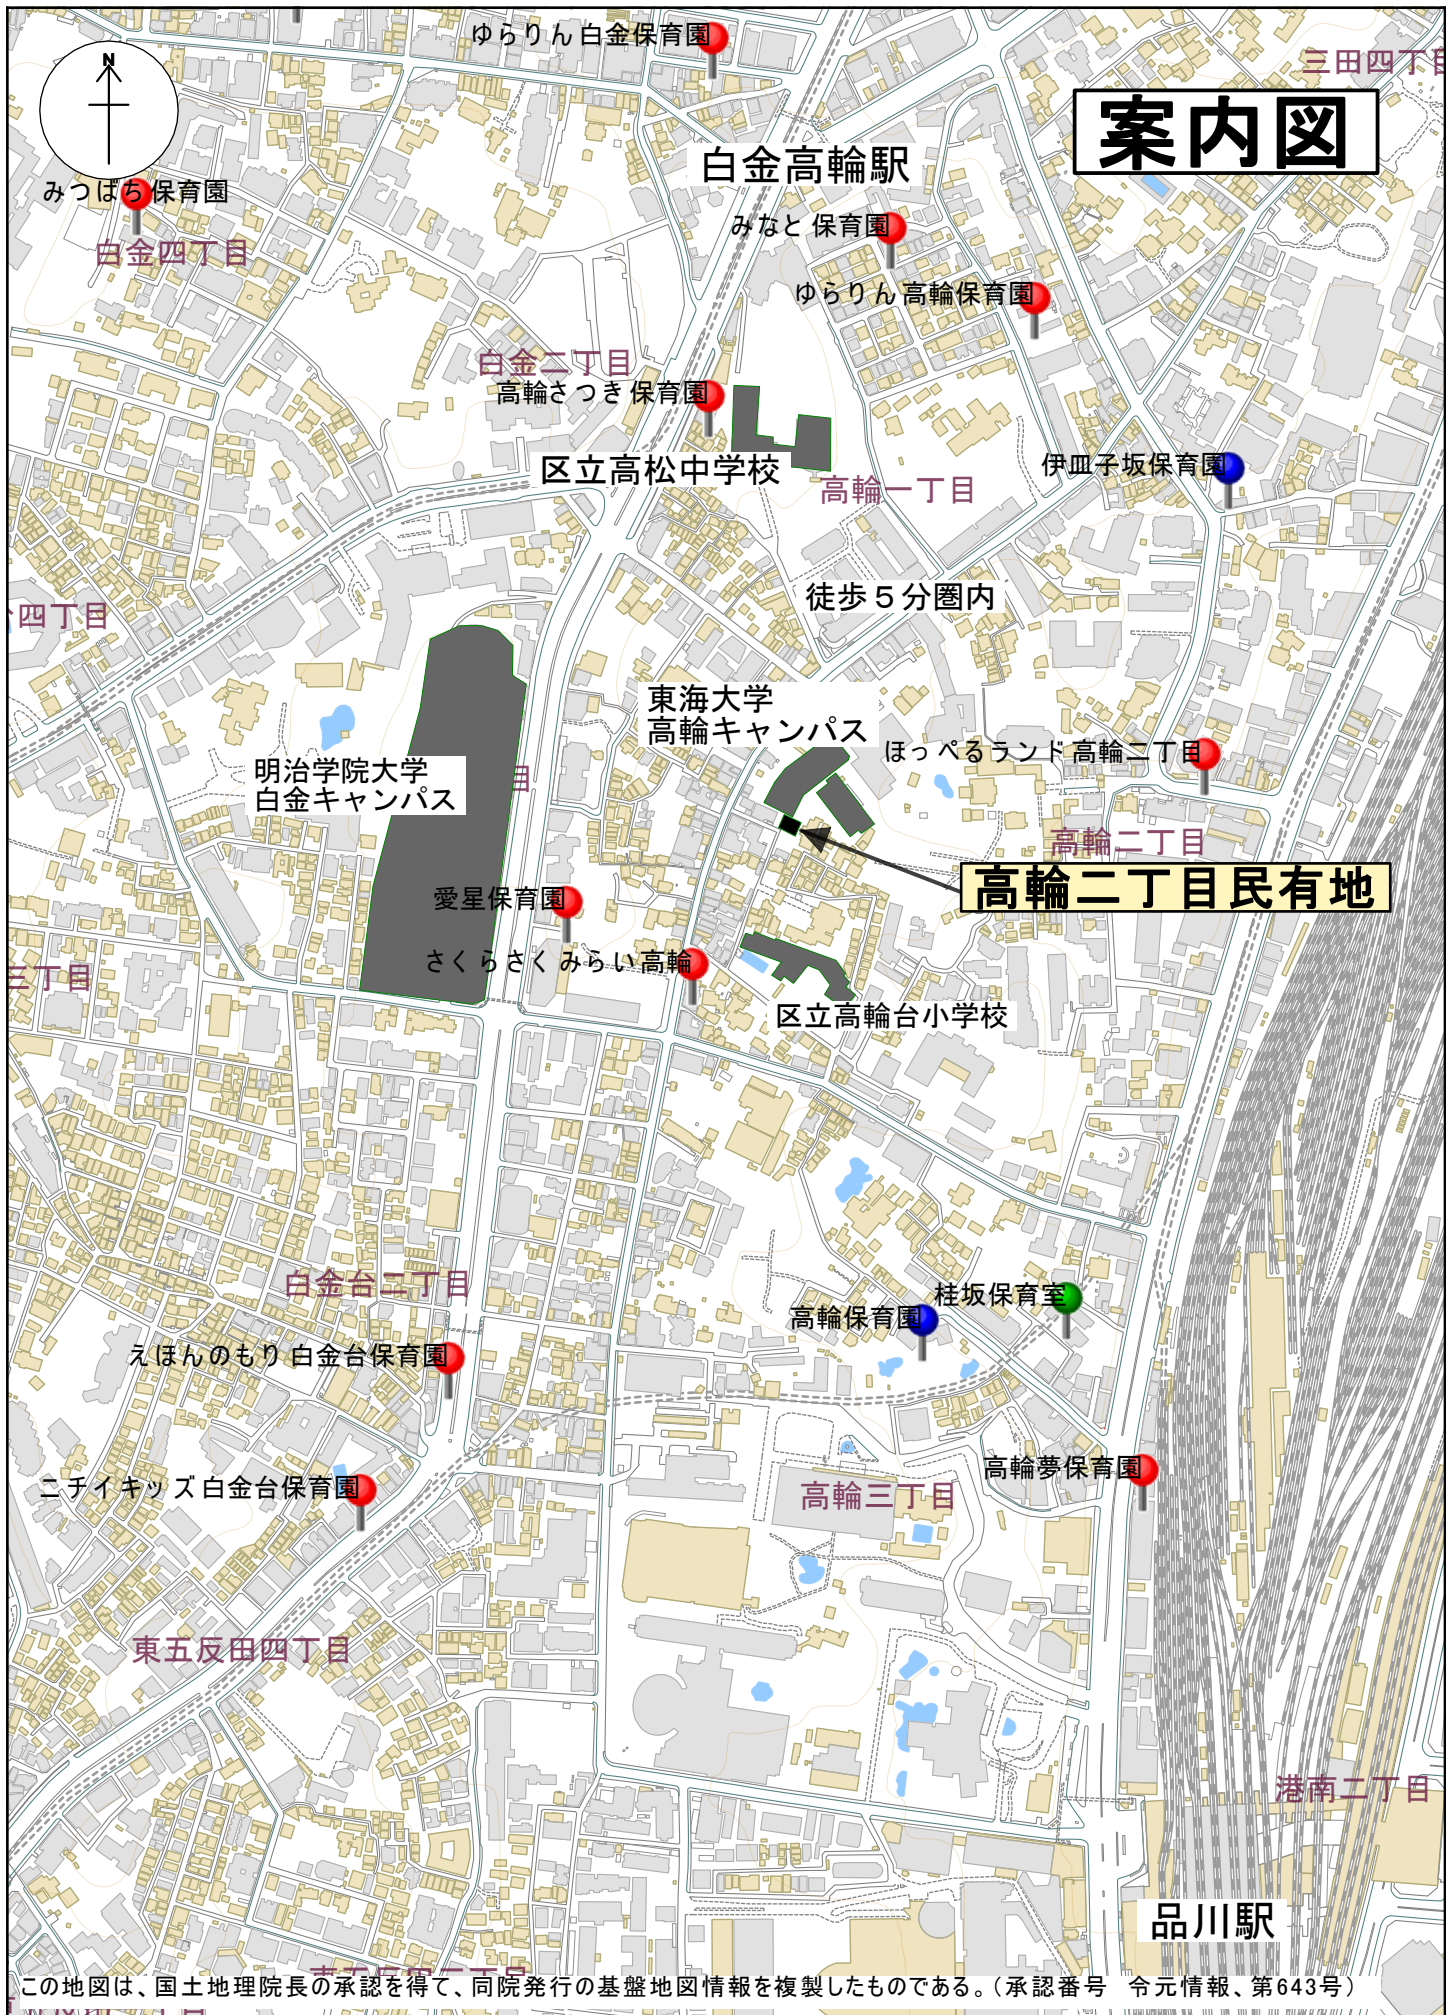 ゆらりん白金保育園
三田四丁目
N
案内図
白金高輪駅
みつばち保育園
みなと保育園
白金四丁目
ゆらりん高輪保育園
白金二丁目
高輪さつき保育園
区立高松中学校
伊皿子坂保育園
高輪一丁目
徒歩5分圏内
四丁目
東海大学
高輪キャンパス
ほっぺるランド高輪二丁目
明治学院大学
白金キャンパス
目
高輪二丁目
高輪二丁目民有地
愛星保育園
さくらさくみらい高輪
三丁目
区立高輪台小学校
白金台二丁目
桂坂保育室
高輪保育園
えほんのもり白金台保育園
高輪夢保育園
ニチイキッズ白金台保育園
高輪三丁目
東五反田四丁目
港南二丁目
品川駅
この地図は、国土地理院長の承認を得て、同院発行の基盤地図情報を複製したものである。（承認番号　令元情報、第643号）